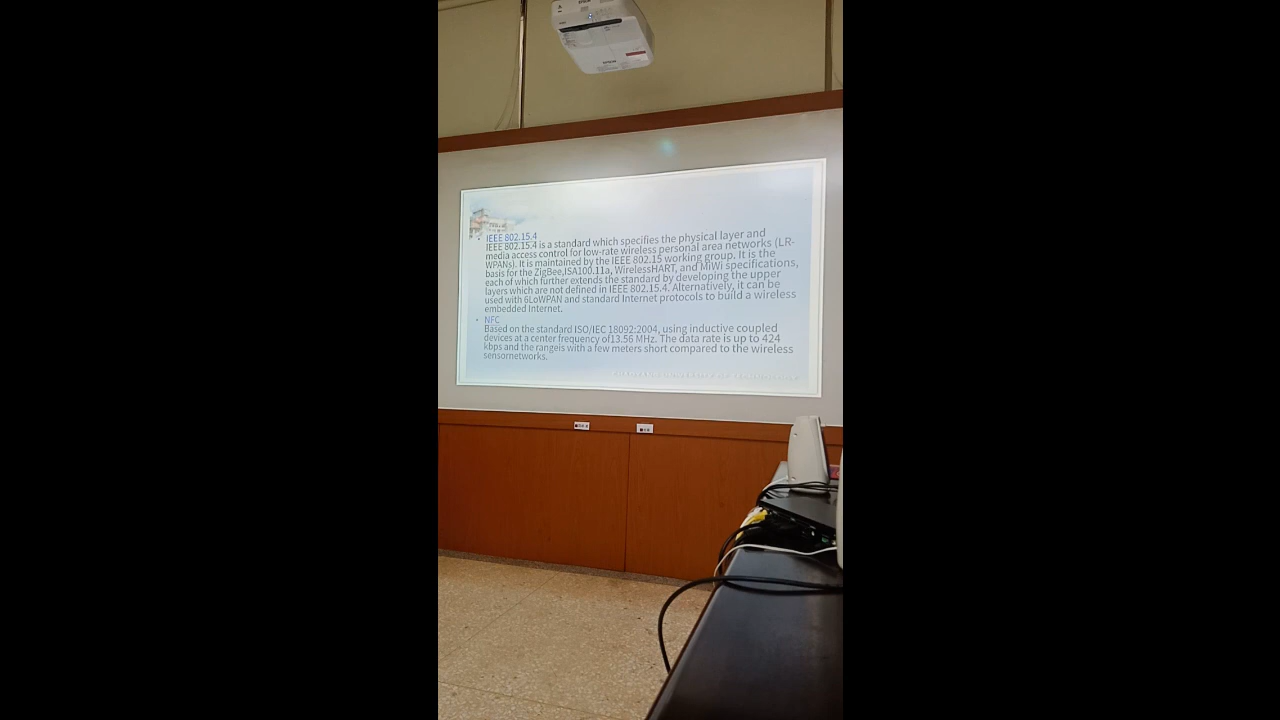 EPSON
EPSON
IEEE 802.15.4
IEEE 802.15.4 is a standard which specifies the physical layer and
media access control for low-rate wireless personal area networks (LR-
WPANs). It is maintained by the IEEE 802.15 working group. It is the
basis for the ZigBee,ISA100.11a, WirelessHART, and MiWi specifications,
each of which further extends the standard by developing the upper
layers which are not defined in IEEE 802.15.4. Alternatively, it can be
used with 6LoWPAN and standard Internet protocols to build a wireless
embedded Internet.
NFC
Based on the standard ISO/IEC 18092:2004, using inductive coupled
devices at a center frequency of13.56 MHz. The data rate is up to 424
kbps and the rangeis with a few meters short compared to the wireless
sensornetworks.